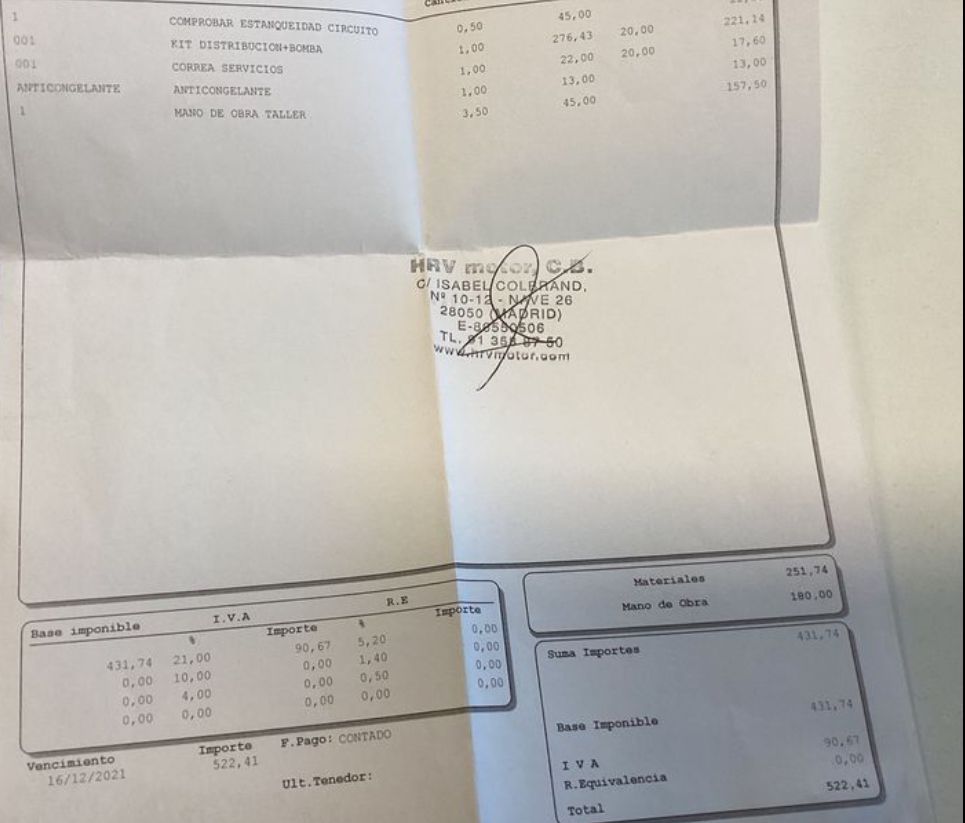 1 COMPROBAR ESTANQUEIDAD CIRCUITO 0,50 45,00
001 KIT DISTRIBUCION+BOMBA 1,00 276,43 20,00 221,14
001 CORREA SERVICIOS 1,00 22,00 20,00 17,60
ANTICONGELANTE ANTICONGELANTE 1,00 13,00 13,00
1 MANO DE OBRA TALLER 3,50 45,00 157,50
HRV motor, C.B.
C/ ISABEL COLBRAND,
Nº 10-12 - NAVE 26
28050 (MADRID)
TL. 91 358 87 60
www.hrvmotor.com
Materiales 251,74
Mano de Obra 180,00
I.V.A R.E
Base imponible % Importe % Importe
431,74 21,00 90,67 5,20 0,00
0,00 10,00 0,00 1,40 0,00
0,00 4,00 0,00 0,50 0,00
0,00 0,00 0,00 0,00 0,00
Suma Importes 431,74
Base Imponible 431,74
I V A 90,67
R.Equivalencia 0,00
Total 522,41
Vencimiento Importe F.Pago: CONTADO
16/12/2021 522,41
Ult.Tenedor: